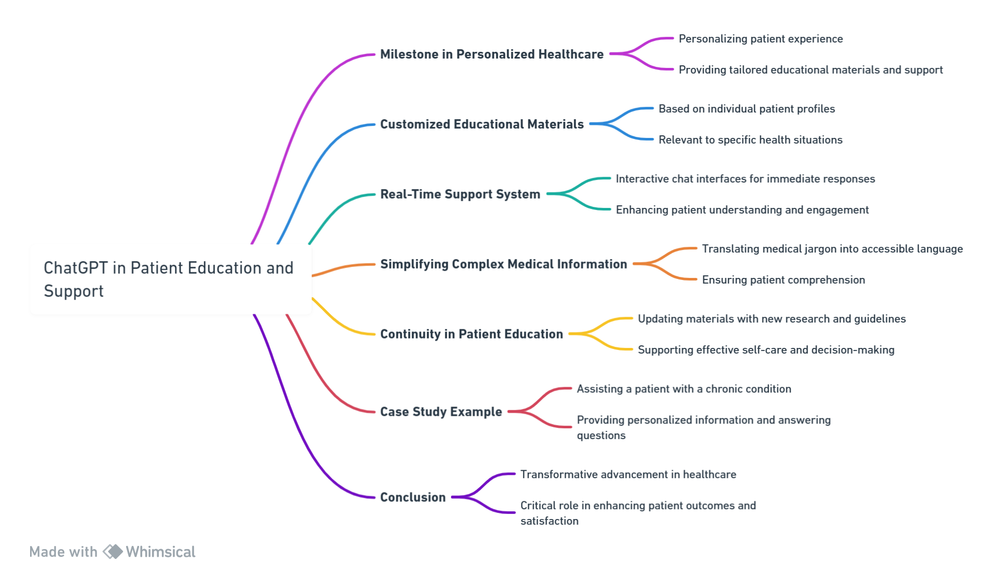 ChatGPT in Patient Education and
Support
Milestone in Personalized Healthcare
Personalizing patient experience
Providing tailored educational materials and support
Customized Educational Materials
Based on individual patient profiles
Relevant to specific health situations
Real-Time Support System
Interactive chat interfaces for immediate responses
Enhancing patient understanding and engagement
Simplifying Complex Medical Information
Translating medical jargon into accessible language
Ensuring patient comprehension
Continuity in Patient Education
Updating materials with new research and guidelines
Supporting effective self-care and decision-making
Case Study Example
Assisting a patient with a chronic condition
Providing personalized information and answering
questions
Conclusion
Transformative advancement in healthcare
Critical role in enhancing patient outcomes and
satisfaction
Made with Whimsical